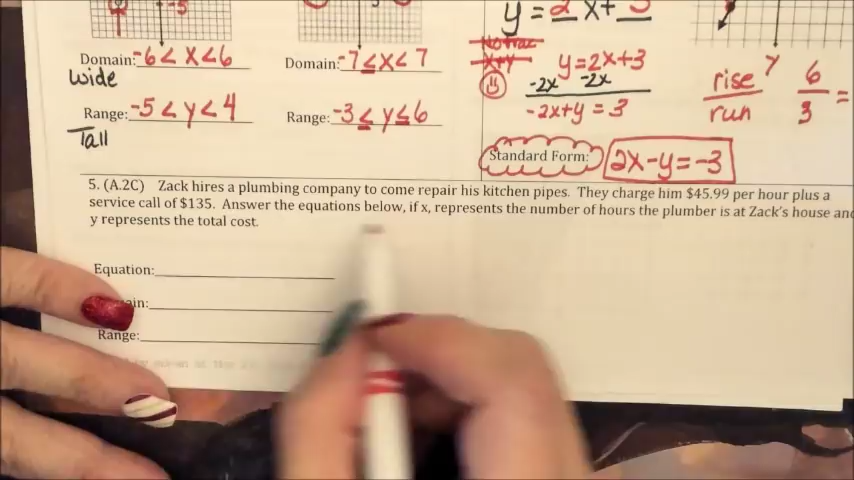 y = 2 x + 3
Domain: -6 < x < 6
Domain: -7 ≤ x < 7
y = 2x + 3
wide
-2x -2x
rise
run
6
3
=
Range: -5 < y < 4
Range: -3 ≤ y ≤ 6
-2x + y = 3
Tall
Standard Form: 2x - y = -3
5. (A.2C) Zack hires a plumbing company to come repair his kitchen pipes. They charge him $45.99 per hour plus a
service call of $135. Answer the equations below, if x, represents the number of hours the plumber is at Zack's house and
y represents the total cost.
Equation:
Range: